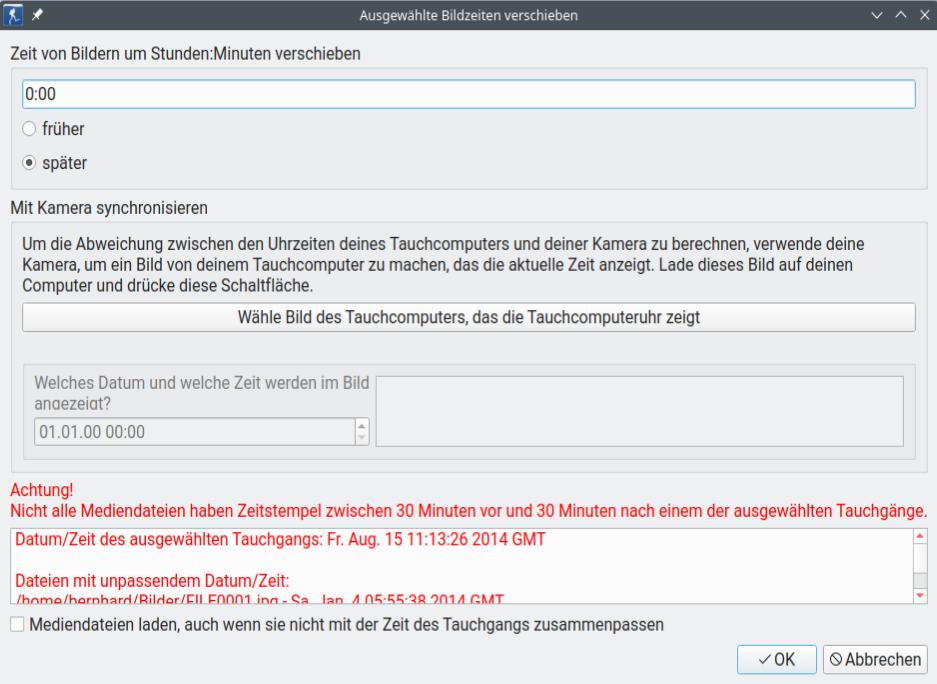 Ausgewählte Bildzeiten verschieben
Zeit von Bildern um Stunden:Minuten verschieben
0:00
früher
später
Mit Kamera synchronisieren
Um die Abweichung zwischen den Uhrzeiten deines Tauchcomputers und deiner Kamera zu berechnen, verwende deine
Kamera, um ein Bild von deinem Tauchcomputer zu machen, das die aktuelle Zeit anzeigt. Lade dieses Bild auf deinen
Computer und drücke diese Schaltfläche.
Wähle Bild des Tauchcomputers, das die Tauchcomputeruhr zeigt
Welches Datum und welche Zeit werden im Bild
angezeigt?
01.01.00 00:00
Achtung!
Nicht alle Mediendateien haben Zeitstempel zwischen 30 Minuten vor und 30 Minuten nach einem der ausgewählten Tauchgänge.
Datum/Zeit des ausgewählten Tauchgangs: Fr. Aug. 15 11:13:26 2014 GMT
Dateien mit unpassendem Datum/Zeit:
/home/bernhard/Bilder/FILE0001.jpg - Sa. Jan. 4 05:55:38 2014 GMT
Mediendateien laden, auch wenn sie nicht mit der Zeit des Tauchgangs zusammenpassen
OK
Abbrechen